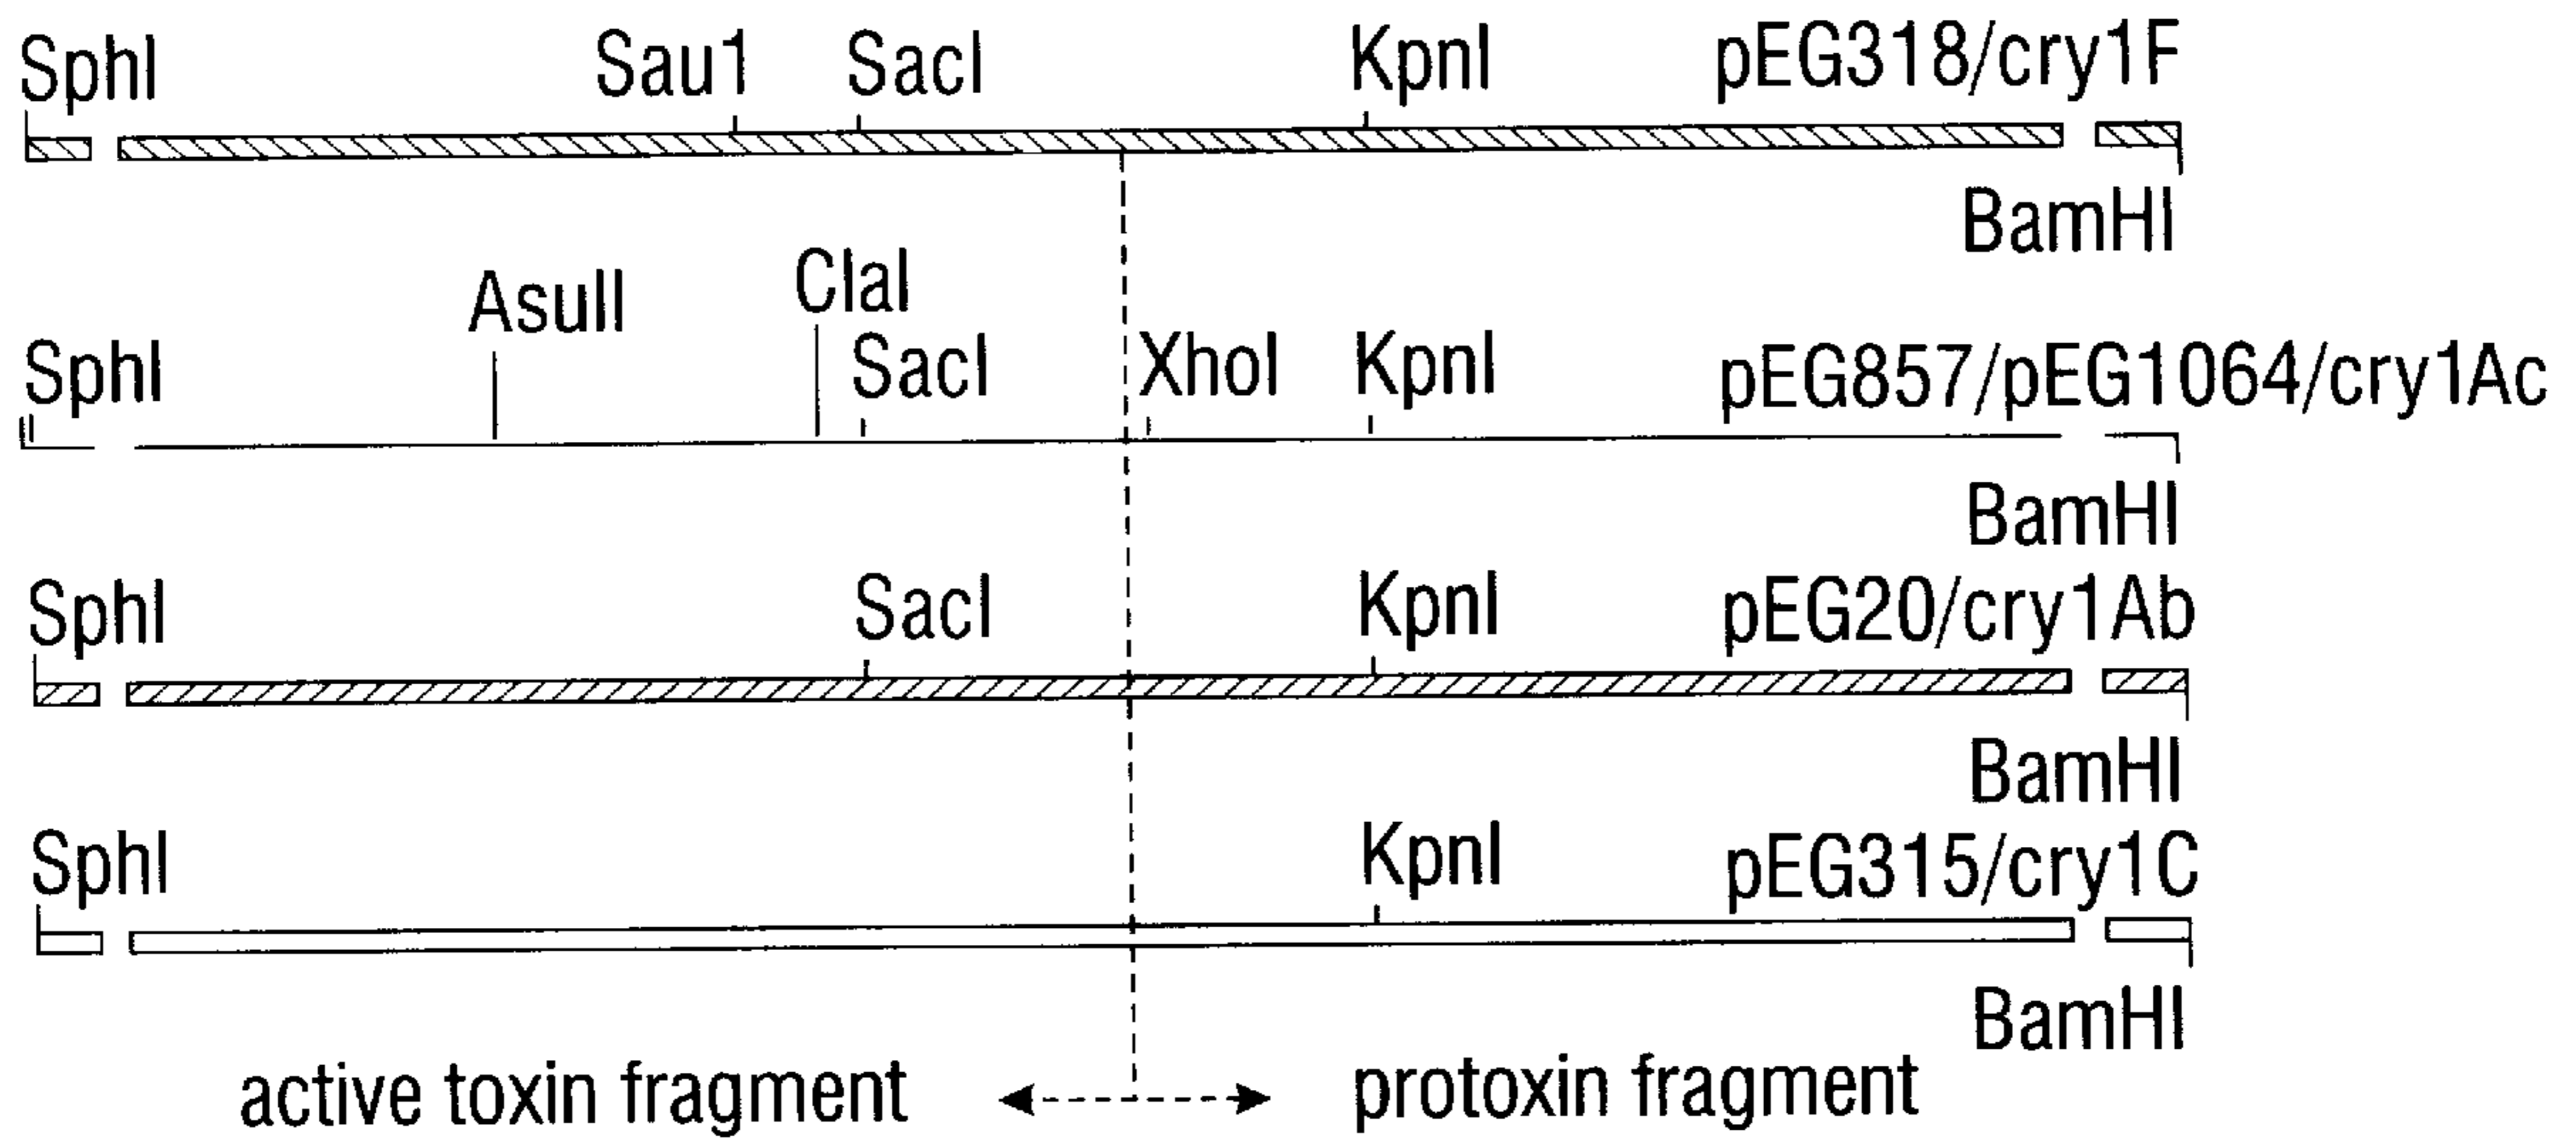 SphI Sau1 SacI KpnI pEG318/cry1F
BamHI
AsuII ClaI
SphI SacI XhoI KpnI pEG857/pEG1064/cry1Ac
BamHI
SphI SacI KpnI pEG20/cry1Ab
BamHI
SphI KpnI pEG315/cry1C
BamHI
active toxin fragment protoxin fragment